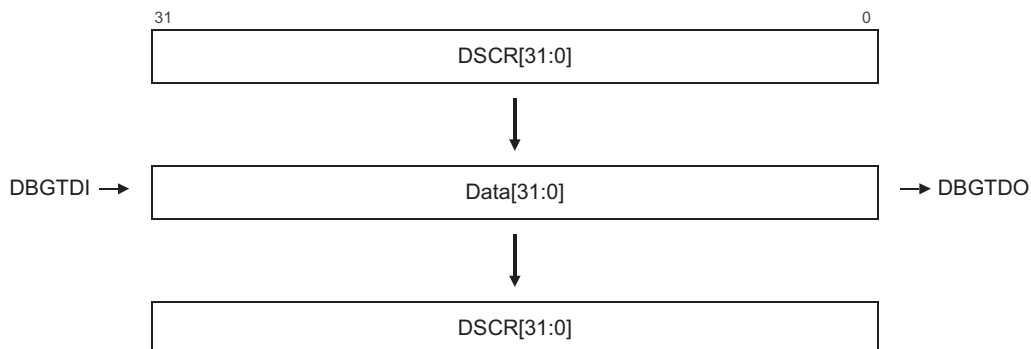 31 0
DSCR[31:0]
DBGTDI Data[31:0] DBGTDO
DSCR[31:0]